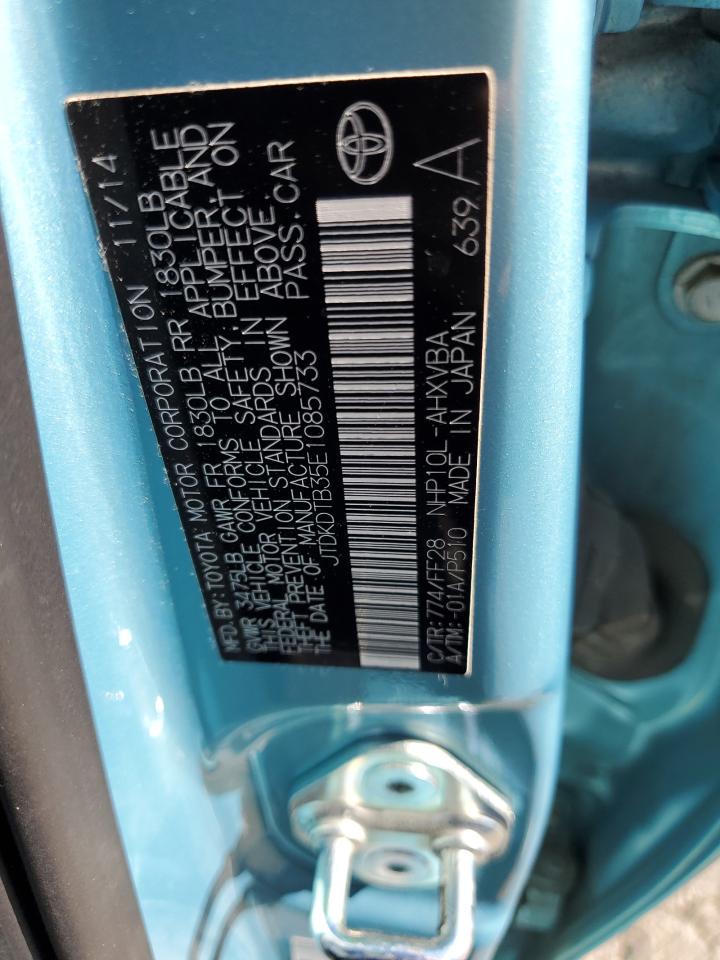 MFD. BY: TOYOTA MOTOR CORPORATION 11/14
GVWR 3475LB GAWR FR 1830LB RR 1830LB
THIS VEHICLE CONFORMS TO ALL APPLICABLE
FEDERAL MOTOR VEHICLE SAFETY, BUMPER, AND
THEFT PREVENTION STANDARDS IN EFFECT ON
THE DATE OF MANUFACTURE SHOWN ABOVE.
JTDKDTB35E1085733 PASS. CAR
C/TR: 774/FF28 NHP10L-AHXVBA 639 A
A/TM: -01A/P510 MADE IN JAPAN